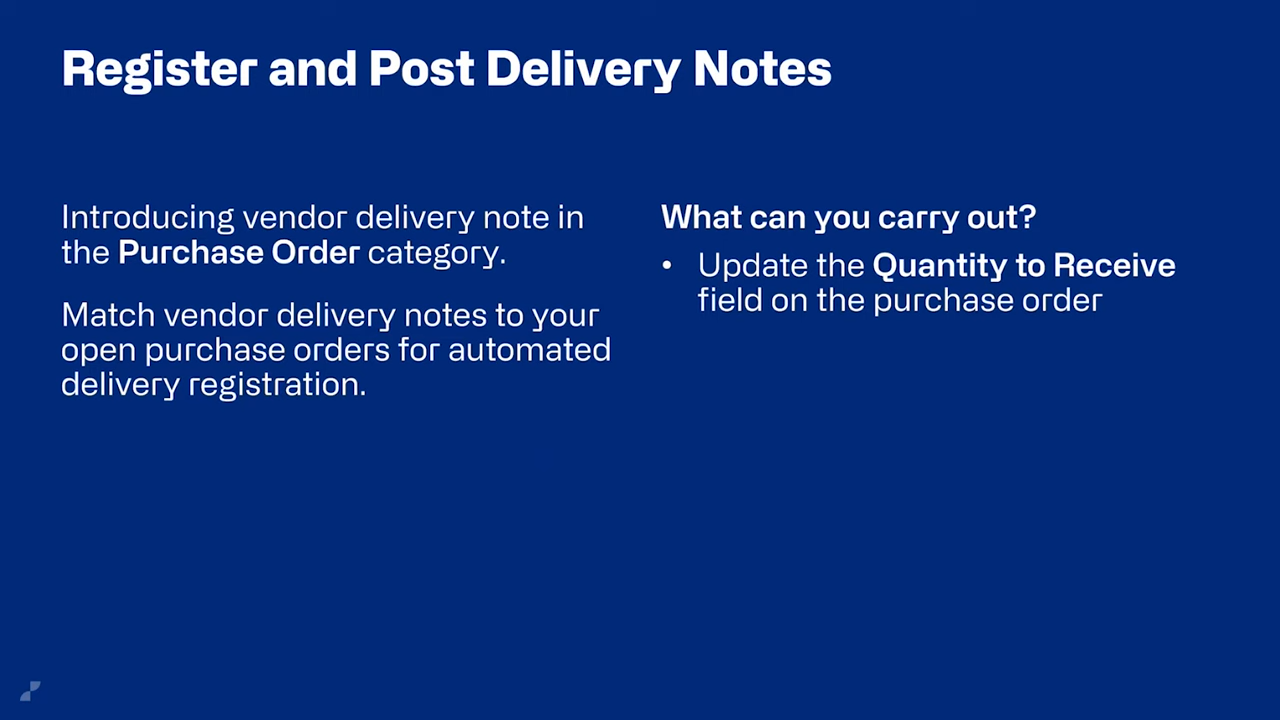 Register and Post Delivery Notes
Introducing vendor delivery note in
the Purchase Order category.
Match vendor delivery notes to your
open purchase orders for automated
delivery registration.
What can you carry out?
• Update the Quantity to Receive
field on the purchase order